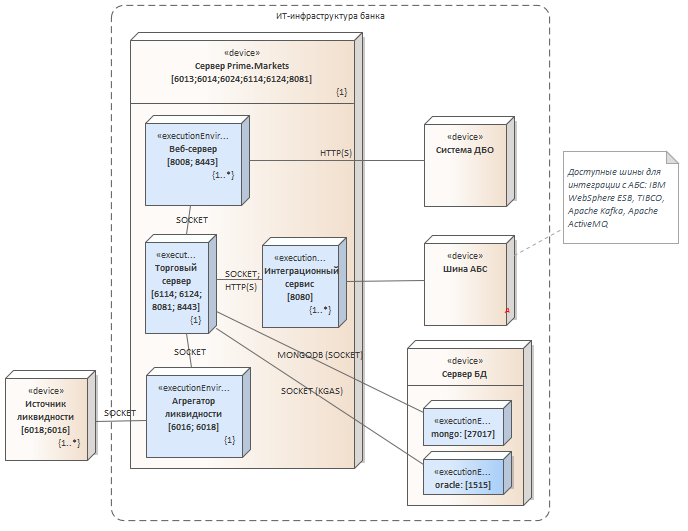 ИТ-инфраструктура банка
«device»
Сервер Prime.Markets
[6013;6014;6024;6114;6124;8081]
{1}
«executionEnvir...
Веб-сервер
[8008; 8443]
{1..*}
HTTP(S)
«device»
Система ДБО
Доступные шины для
интеграции с АБС: IBM
WebSphere ESB, TIBCO,
Apache Kafka, Apache
ActiveMQ
SOCKET
«execut...
Торговый
сервер
[6114; 6124;
8081; 8443]
{1}
SOCKET;
HTTP(S)
«execution...
Интеграционный
сервис
[8080]
{1..*}
«device»
Шина АБС
д
SOCKET
MONGODB (SOCKET)
SOCKET (KGAS)
«device»
Сервер БД
«executionE...
mongo: [27017]
«executionE...
oracle: [1515]
«executionEnvir...
Агрегатор
ликвидности
[6016; 6018]
{1}
SOCKET
«device»
Источник
ликвидности
[6018;6016]
{1..*}